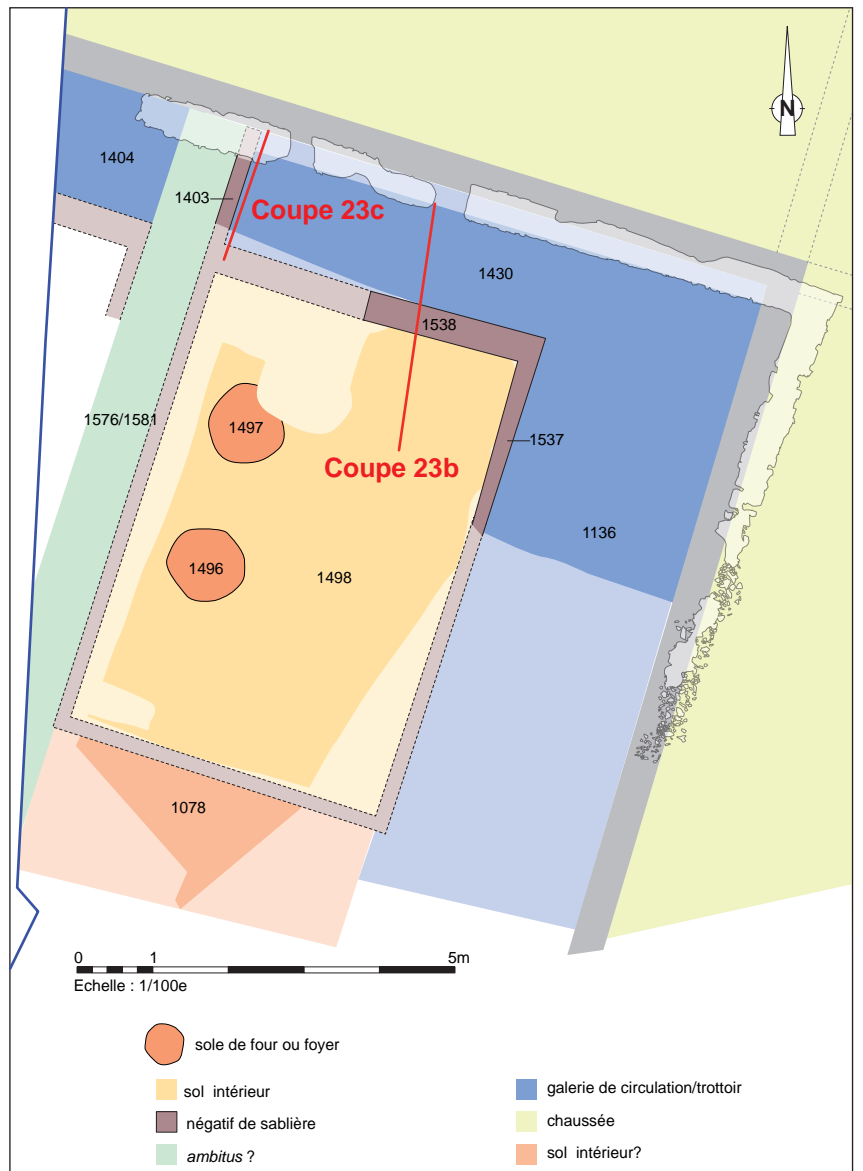 N
1404
1403
Coupe 23c
1430
1538
1576/1581
1497
1537
Coupe 23b
1136
1496
1498
1078
0 1 5m
Echelle : 1/100e
sole de four ou foyer
sol intérieur
négatif de sablière
ambitus ?
galerie de circulation/trottoir
chaussée
sol intérieur?